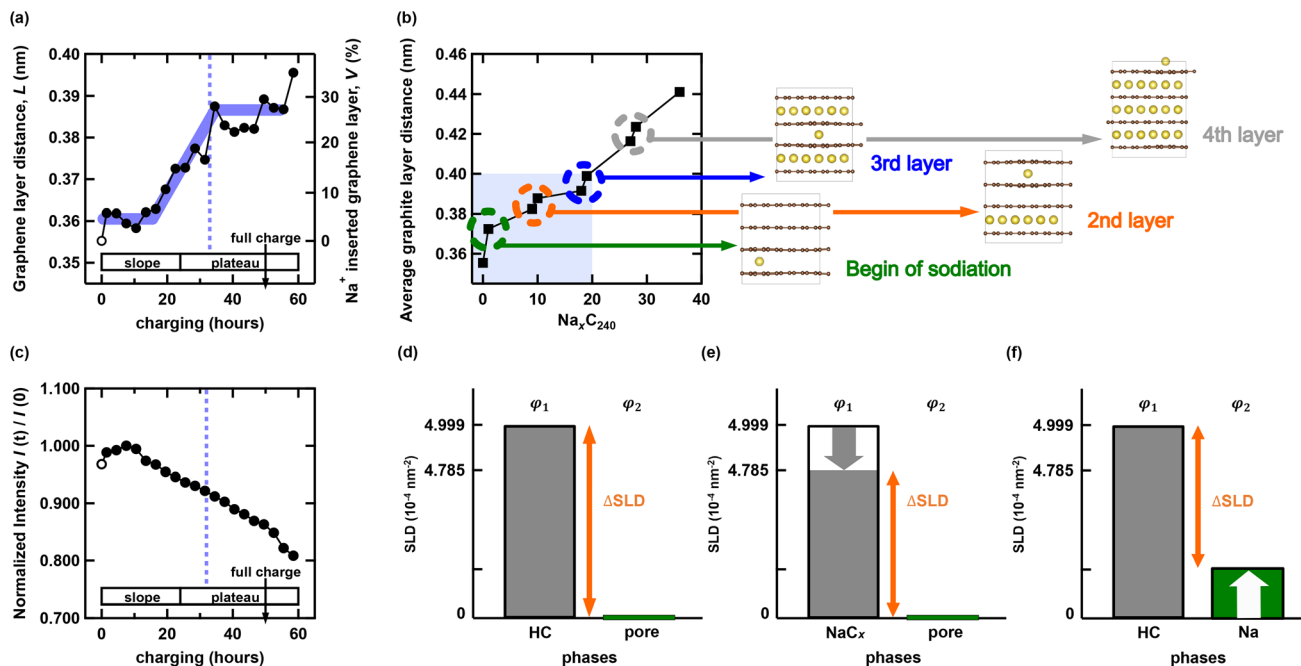 (a)
Graphene layer distance, L (nm)
0.40
0.39
0.38
0.37
0.36
0.35
30
20
10
0
Na+ inserted graphene layer, V (%)
full charge
slope
plateau
0 20 40 60
charging (hours)
(b)
Average graphite layer distance (nm)
0.46
0.44
0.42
0.40
0.38
0.36
0 10 20 30 40
NaxC240
4th layer
3rd layer
2nd layer
Begin of sodiation
(c)
Normalized Intensity I (t) / I (0)
1.100
1.000
0.900
0.800
0.700
full charge
slope
plateau
0 20 40 60
charging (hours)
(d)
SLD (10-4 nm-2)
φ1 φ2
4.999
4.785
0
ΔSLD
HC pore
phases
(e)
SLD (10-4 nm-2)
φ1 φ2
4.999
4.785
0
ΔSLD
NaCx pore
phases
(f)
SLD (10-4 nm-2)
φ1 φ2
4.999
4.785
0
ΔSLD
HC Na
phases